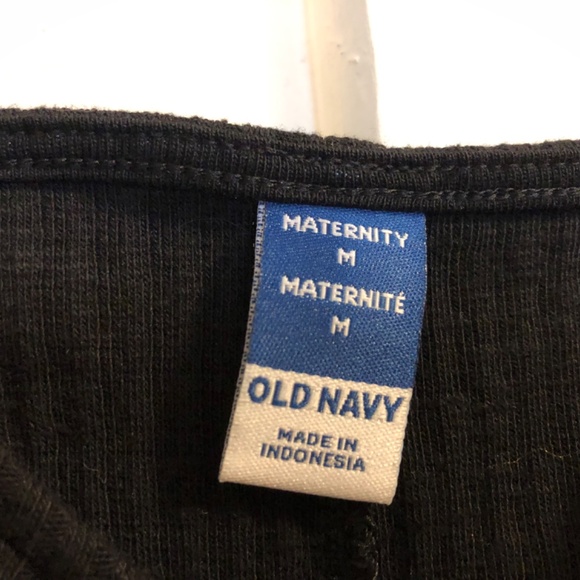 MATERNITY
M
MATERNITÉ
M
OLD NAVY
MADE IN
INDONESIA